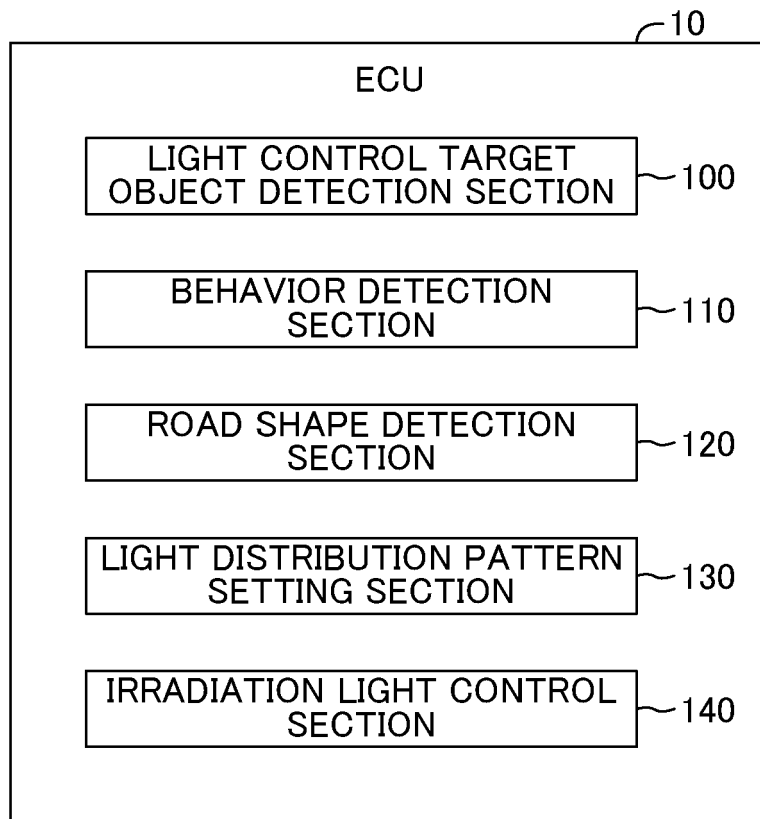 10
ECU
LIGHT CONTROL TARGET
OBJECT DETECTION SECTION
100
BEHAVIOR DETECTION
SECTION
110
ROAD SHAPE DETECTION
SECTION
120
LIGHT DISTRIBUTION PATTERN
SETTING SECTION
130
IRRADIATION LIGHT CONTROL
SECTION
140